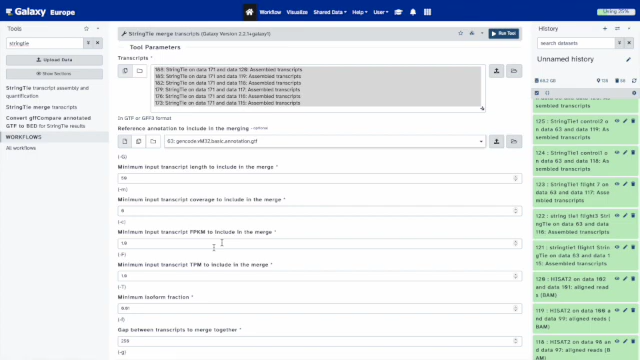 Galaxy Europe
Workflow Visualize Shared Data Help User
Using 25%
Tools
stringtie
Upload Data
Show Sections
StringTie transcript assembly and quantification
StringTie merge transcripts
Convert gffCompare annotated GTF to BED for StringTie results
WORKFLOWS
All workflows
StringTie merge transcripts (Galaxy Version 2.2.1+galaxy1)
Run Tool
Tool Parameters
Transcripts *
StringTie on data 171 and data 120: Assembled transcripts
StringTie on data 171 and data 119: Assembled transcripts
StringTie on data 171 and data 118: Assembled transcripts
StringTie on data 171 and data 117: Assembled transcripts
StringTie on data 171 and data 116: Assembled transcripts
173: StringTie on data 171 and data 115: Assembled transcripts
In GTF or GFF3 format
Reference annotation to include in the merging - optional
63: gencode.vM32.basic.annotation.gtf
(-G)
Minimum input transcript length to include in the merge *
50
(-m)
Minimum input transcript coverage to include in the merge *
0
(-c)
Minimum input transcript FPKM to include in the merge *
1.0
(-F)
Minimum input transcript TPM to include in the merge *
1.0
(-T)
Minimum isoform fraction *
0.01
(-f)
Gap between transcripts to merge together *
250
(-g)
History
search datasets
Unnamed history
125 : StringTie1 control2 on data 63 and data 119: Assembled transcripts
124 : StringTie1 control1 on data 63 and data 118: Assembled transcripts
123 : StringTie1 flight 7 on data 63 and data 117: Assembled transcripts
122 : string tie1 flight3 StringTie on data 63 and data 116: Assembled transcripts
121 : stringtie1 flight1 StringTie on data 63 and data 115: Assembled transcripts
120 : HISAT2 on data 102 and data 101: aligned reads (BAM)
119 : HISAT2 on data 100 and data 99: aligned reads (BAM)
118 : HISAT2 on data 98 and data 97: aligned reads (BAM)